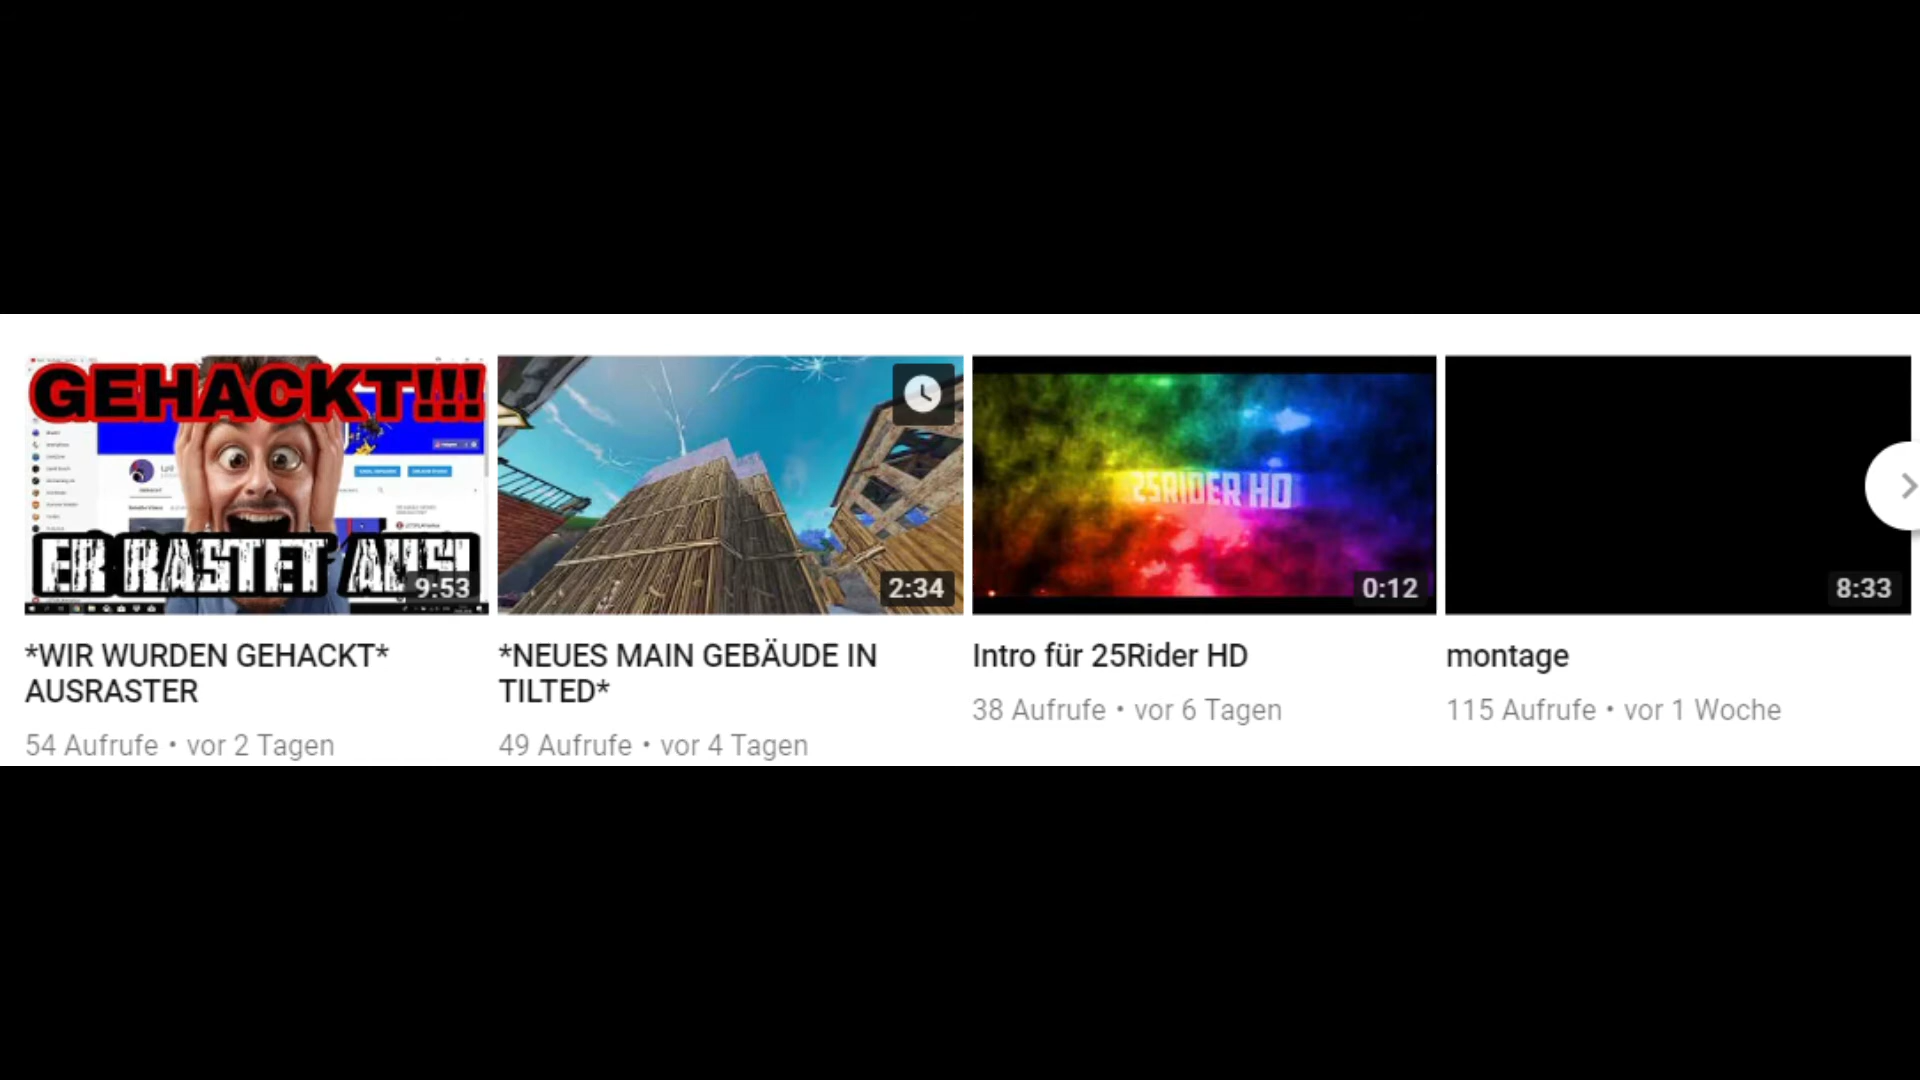 GEHACKT!!!
ER RASTET AUS!
9:53
2:34
25RIDER HD
0:12
8:33
*WIR WURDEN GEHACKT*
AUSRASTER
54 Aufrufe • vor 2 Tagen
*NEUES MAIN GEBÄUDE IN
TILTED*
49 Aufrufe • vor 4 Tagen
Intro für 25Rider HD
38 Aufrufe • vor 6 Tagen
montage
115 Aufrufe • vor 1 Woche